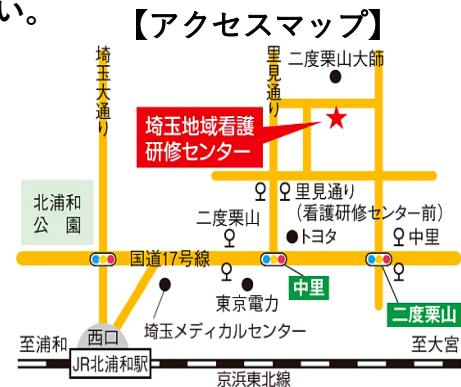 い。
【アクセスマップ】
二度栗山大師
埼玉大通り
里見通り
埼玉地域看護
研修センター
北浦和
公園
里見通り
(看護研修センター前)
二度栗山
トヨタ
中里
国道17号線
中里
東京電力
二度栗山
埼玉メディカルセンター
至浦和
西口
至大宮
JR北浦和駅
京浜東北線